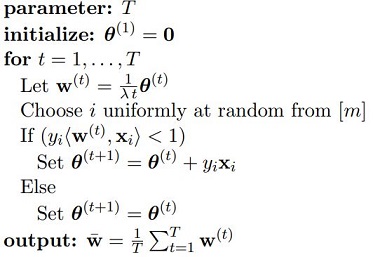 parameter: T
initialize: θ^(1) = 0
for t = 1, . . . , T
Let w^(t) = 1/(λt) θ^(t)
Choose i uniformly at random from [m]
If (y_i⟨w^(t), x_i⟩ < 1)
Set θ^(t+1) = θ^(t) + y_i x_i
Else
Set θ^(t+1) = θ^(t)
output: w̄ = 1/T ∑_{t=1}^T w^(t)